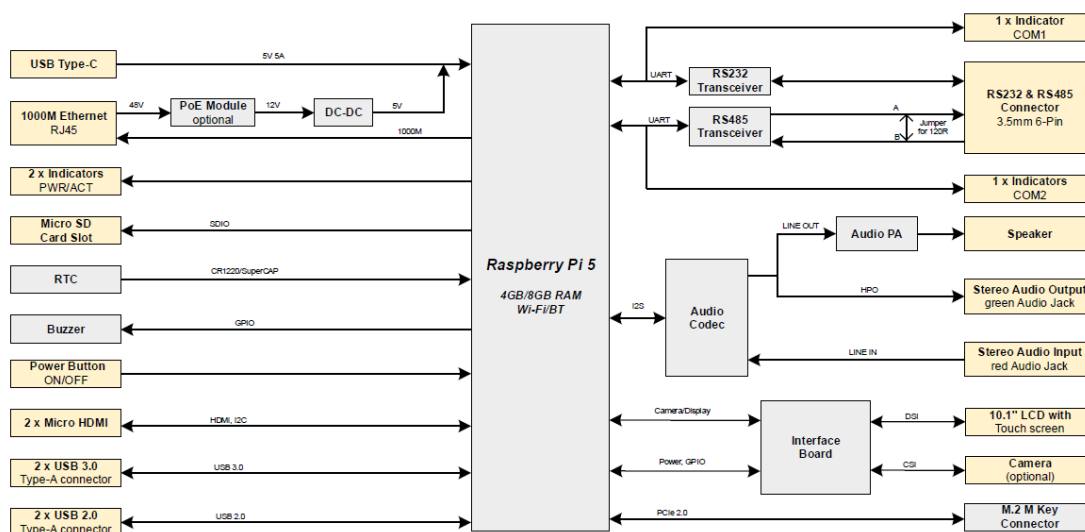 USB Type-C
5V 5A
1000M Ethernet
RJ45
48V
PoE Module
optional
12V
DC-DC
5V
1000M
2 x Indicators
PWR/ACT
Micro SD
Card Slot
SDIO
RTC
CR1220/SuperCAP
Buzzer
GPIO
Power Button
ON/OFF
2 x Micro HDMI
HDMI, I2C
2 x USB 3.0
Type-A connector
USB 3.0
2 x USB 2.0
Type-A connector
USB 2.0
Raspberry Pi 5
4GB/8GB RAM
Wi-Fi/BT
1 x Indicator
COM1
UART
RS232
Transceiver
RS232 & RS485
Connector
3.5mm 6-Pin
UART
RS485
Transceiver
A
B
Jumper
for 120R
1 x Indicators
COM2
LINE OUT
Audio PA
Speaker
I2S
Audio
Codec
HPO
Stereo Audio Output
green Audio Jack
LINE IN
Stereo Audio Input
red Audio Jack
Camera/Display
Power, GPIO
Interface
Board
DSI
10.1" LCD with
Touch screen
CSI
Camera
(optional)
PCIe 2.0
M.2 M Key
Connector